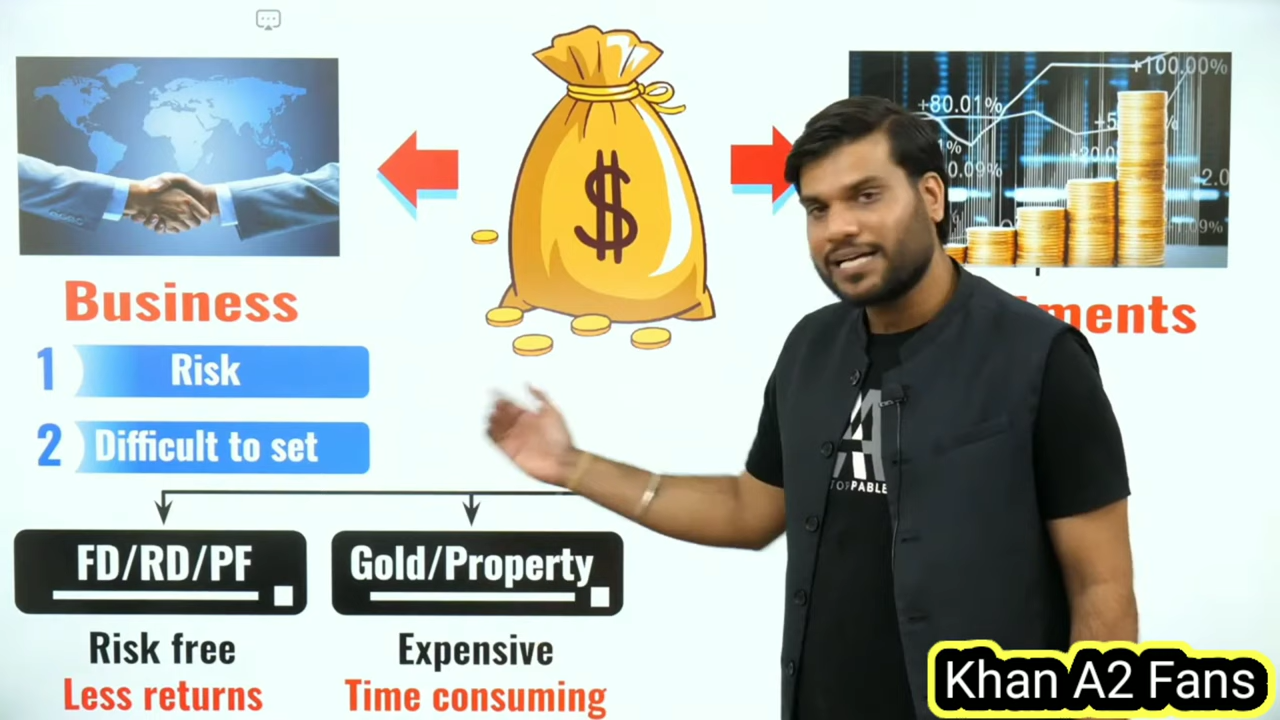 +100.00%
+80.01%
Business
ments
1 Risk
2 Difficult to set
FD/RD/PF
Gold/Property
Risk free
Expensive
Less returns
Time consuming
TOPPABLE
Khan A2 Fans